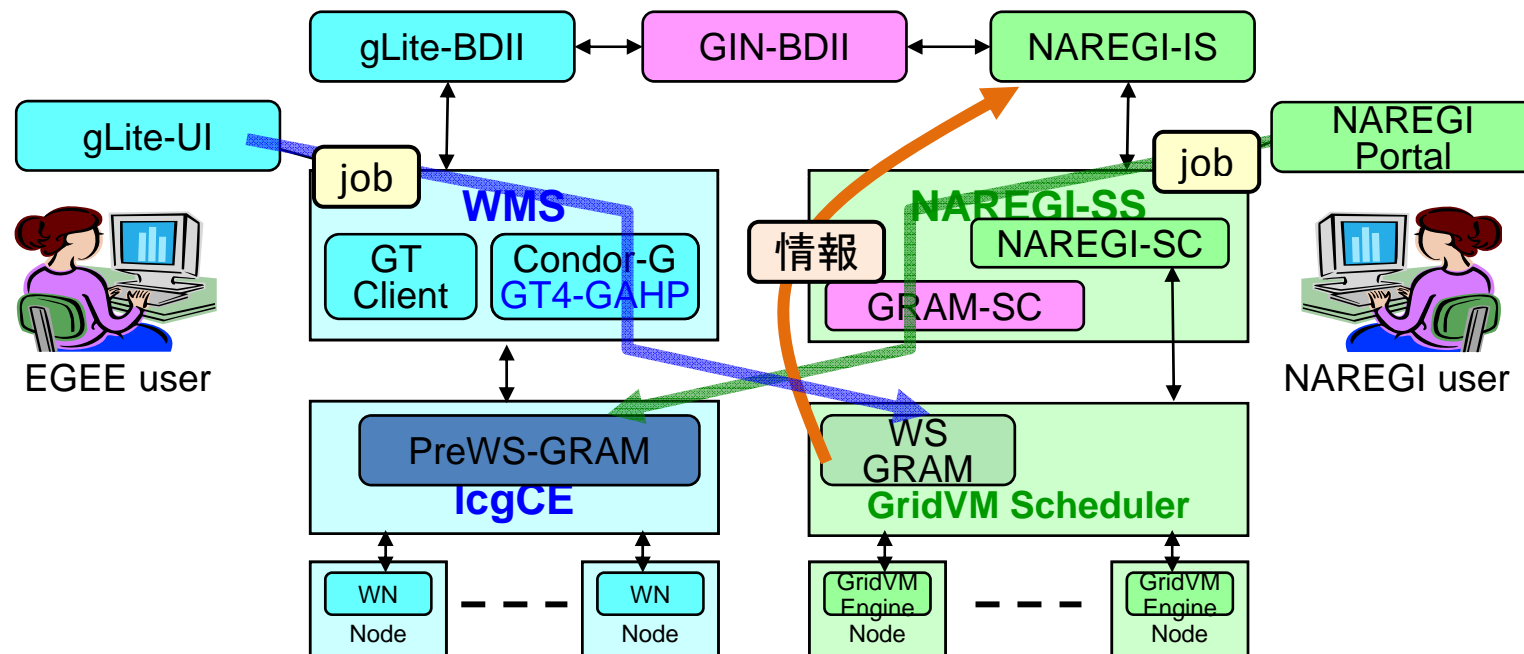 gLite-BDII
GIN-BDII
NAREGI-IS
gLite-UI
NAREGI
Portal
job
job
WMS
NAREGI-SS
GT
Client
Condor-G
GT4-GAHP
情報
NAREGI-SC
GRAM-SC
EGEE user
NAREGI user
PreWS-GRAM
lcgCE
WS
GRAM
GridVM Scheduler
WN
Node
WN
Node
GridVM
Engine
Node
GridVM
Engine
Node